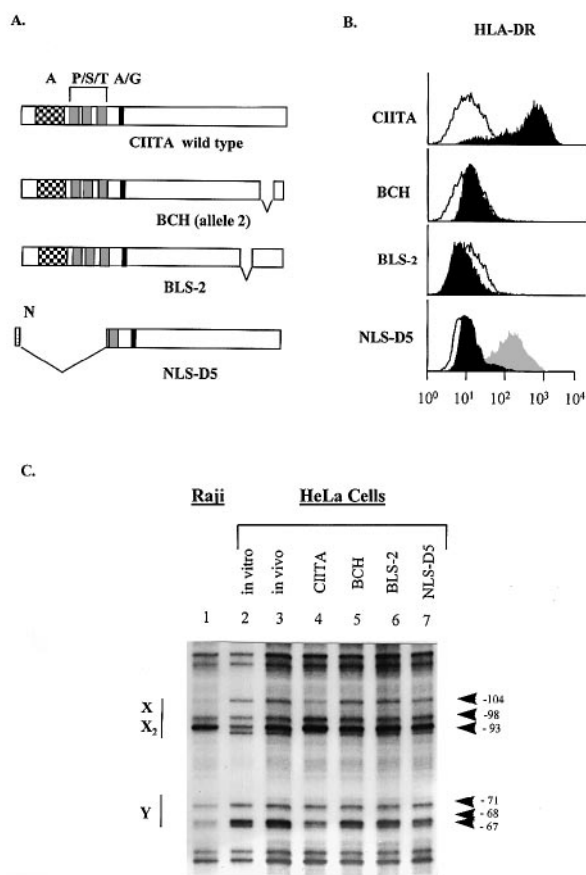 A.
A P/S/T A/G
CIITA wild type
BCH (allele 2)
BLS-2
N
NLS-D5
B.
HLA-DR
CIITA
BCH
BLS-2
NLS-D5
10⁰ 10¹ 10² 10³ 10⁴
C.
Raji HeLa Cells
in vitro in vivo CIITA BCH BLS-2 NLS-D5
1 2 3 4 5 6 7
X
X₂
Y
-104
-98
-93
-71
-68
-67